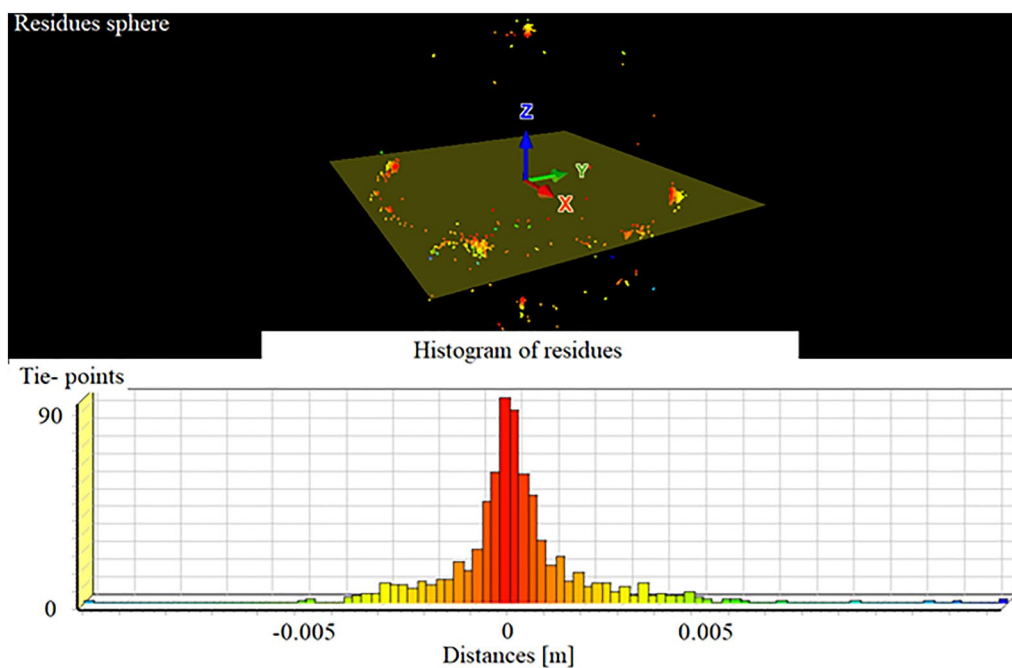 Residues sphere
Z
Y
X
Histogram of residues
Tie- points
90
0
-0.005 0 0.005
Distances [m]